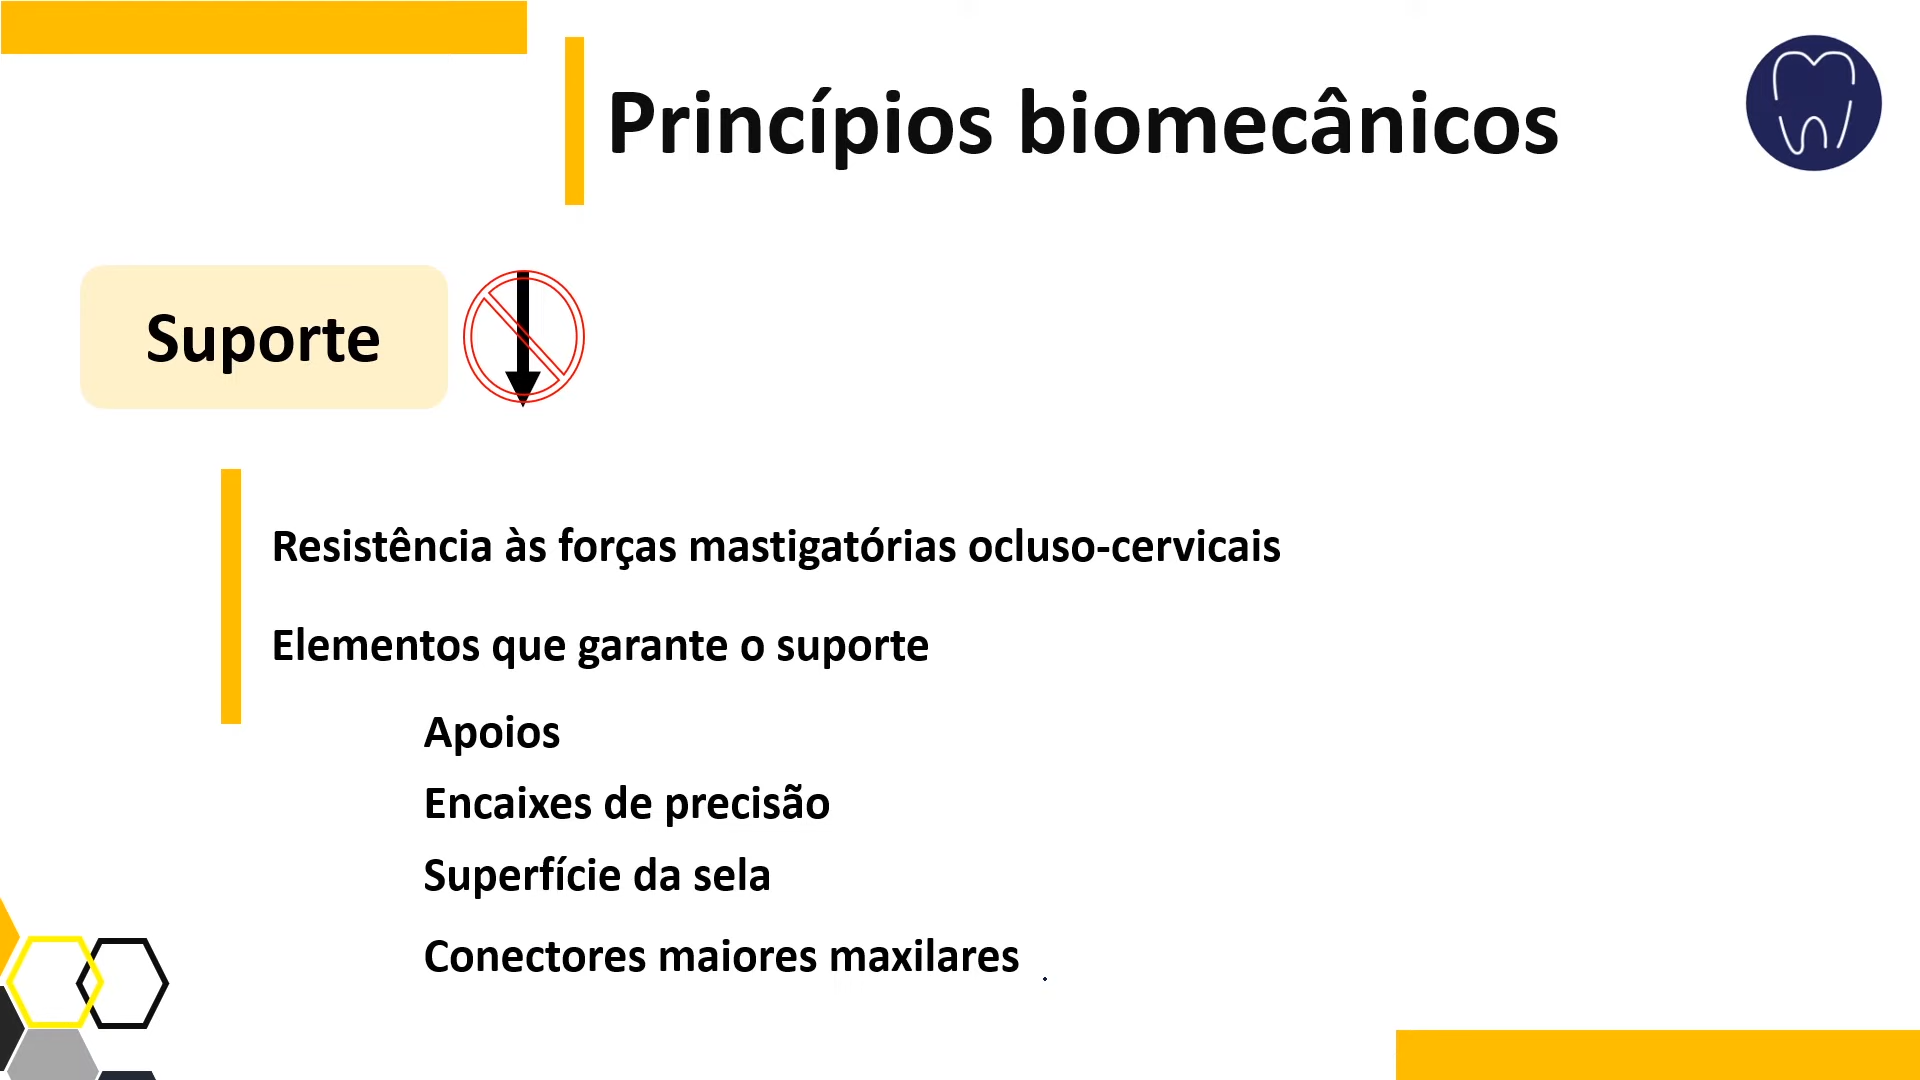 Princípios biomecânicos
Suporte
Resistência às forças mastigatórias ocluso-cervicais
Elementos que garante o suporte
Apoios
Encaixes de precisão
Superfície da sela
Conectores maiores maxilares